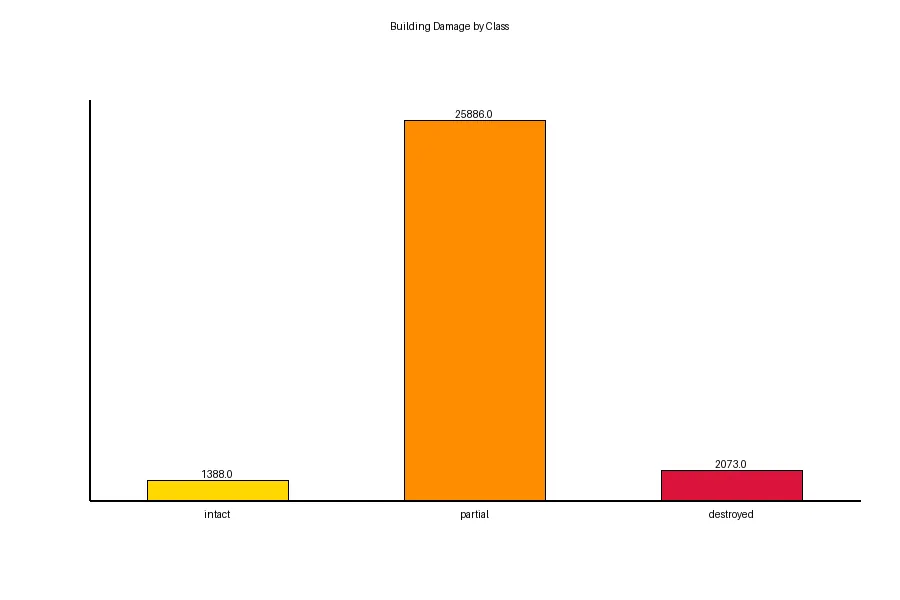 Building Damage by Class
25886.0
1388.0
2073.0
intact
partial
destroyed